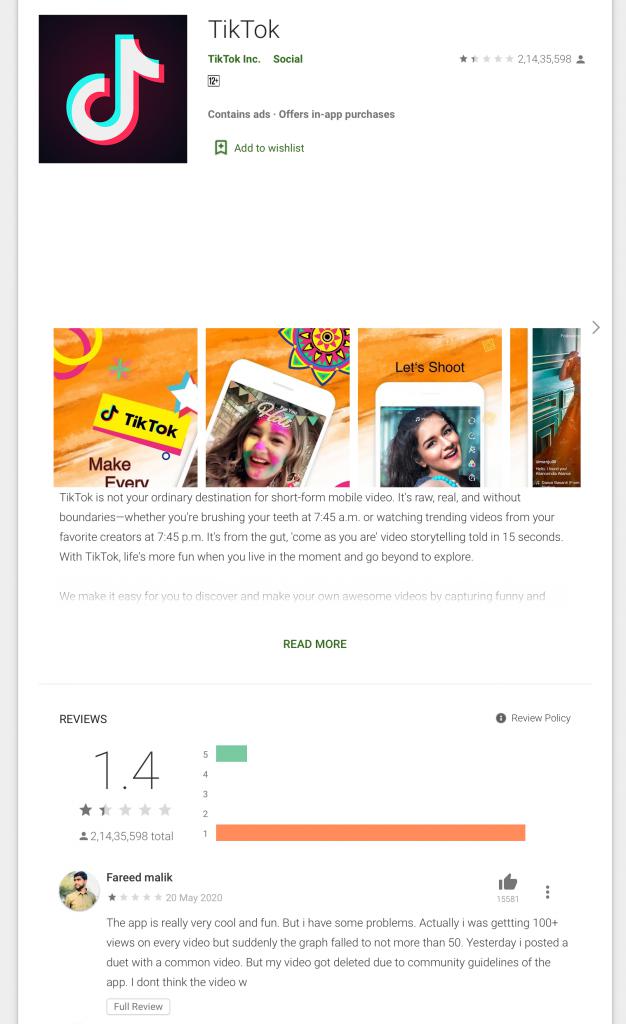 TikTok
TikTok Inc. Social
2,14,35,598
12+
Contains ads · Offers in-app purchases
Add to wishlist
TikTok
Make
Every
Holi
Let's Shoot
TikTok is not your ordinary destination for short-form mobile video. It's raw, real, and without
boundaries—whether you're brushing your teeth at 7:45 a.m. or watching trending videos from your
favorite creators at 7:45 p.m. It's from the gut, 'come as you are' video storytelling told in 15 seconds.
With TikTok, life's more fun when you live in the moment and go beyond to explore.
We make it easy for you to discover and make your own awesome videos by capturing funny and
READ MORE
REVIEWS
Review Policy
1.4
5
4
3
2
1
2,14,35,598 total
Fareed malik
20 May 2020
15581
The app is really very cool and fun. But i have some problems. Actually i was gettting 100+
views on every video but suddenly the graph falled to not more than 50. Yesterday i posted a
duet with a common video. But my video got deleted due to community guidelines of the
app. I dont think the video w
Full Review